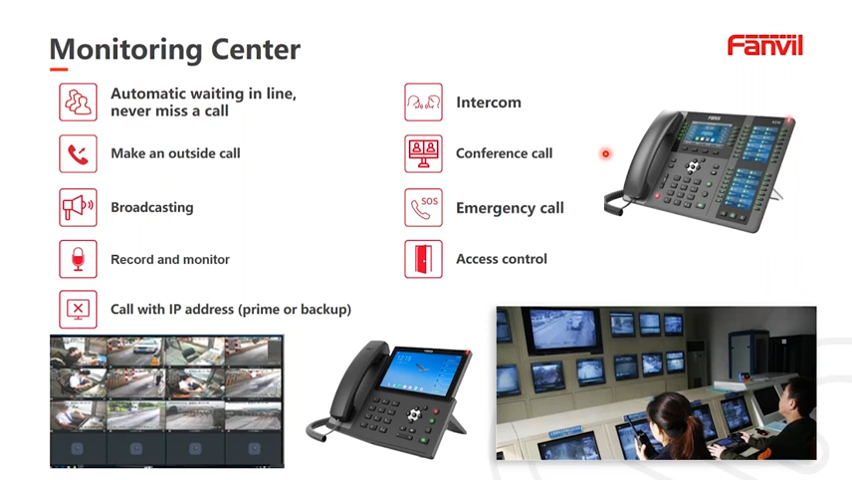 Monitoring Center
Fanvil
Automatic waiting in line,
never miss a call
Make an outside call
Broadcasting
Record and monitor
Call with IP address (prime or backup)
Intercom
Conference call
SOS
Emergency call
Access control